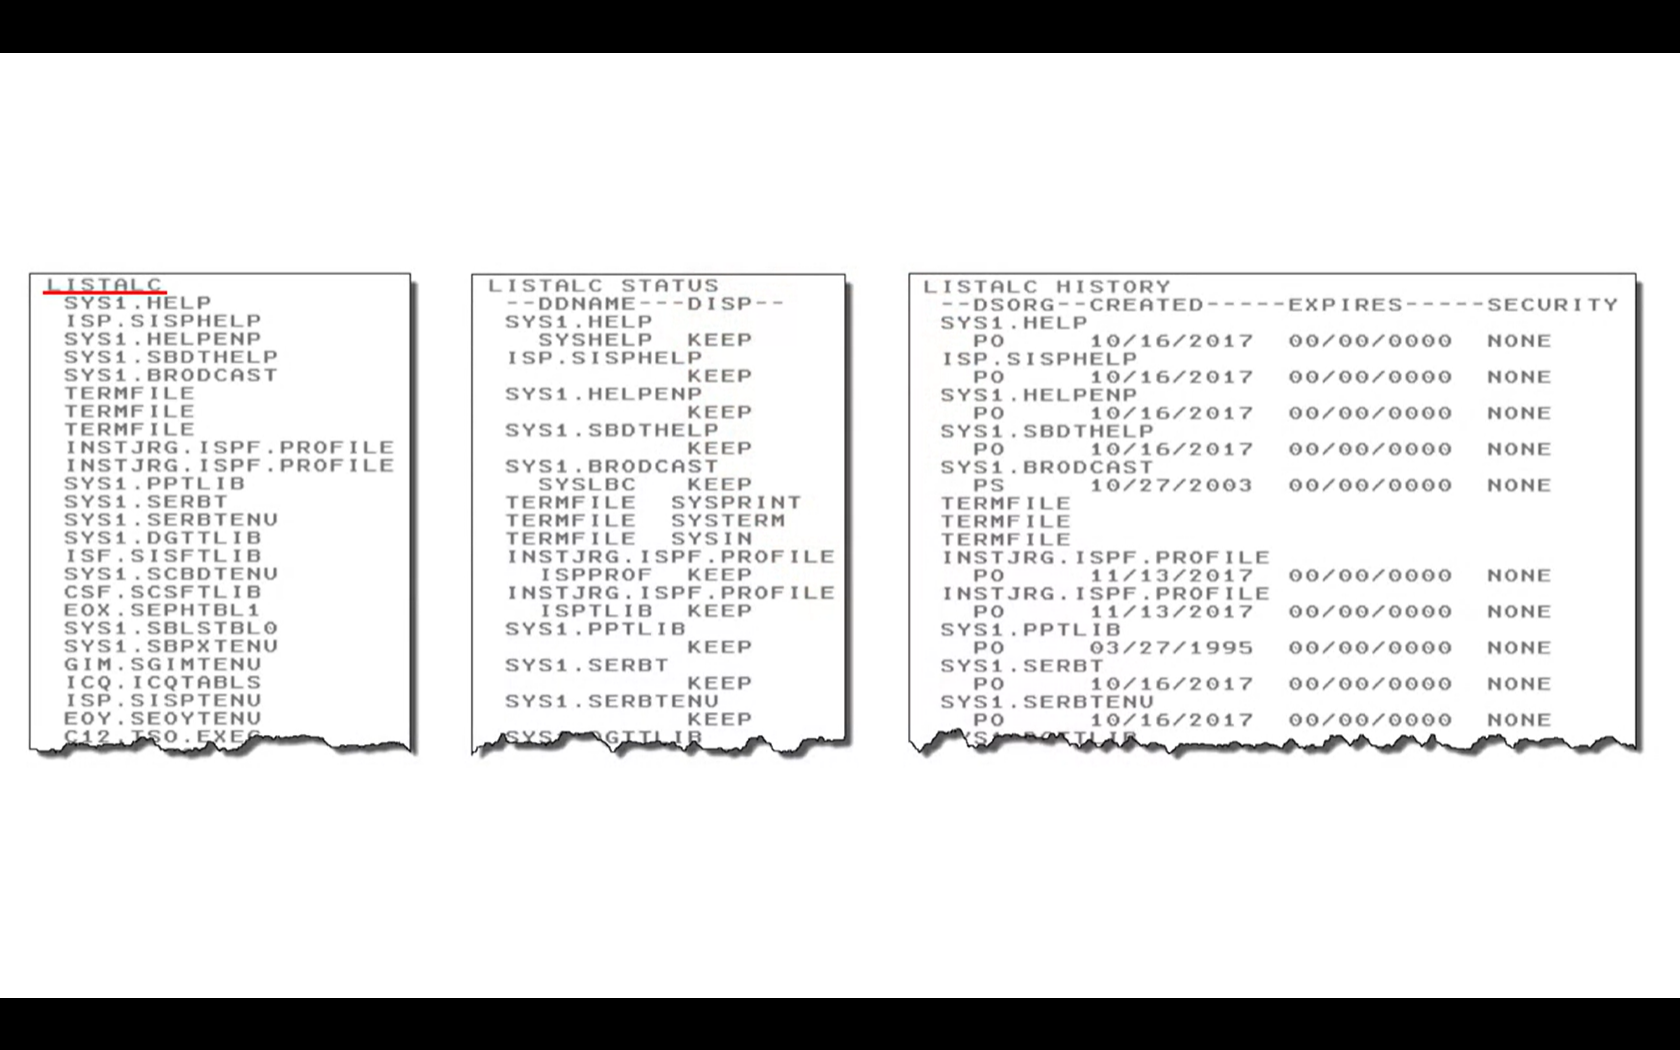 LISTALC
SYS1.HELP
ISP.SISPHELP
SYS1.HELPENP
SYS1.SBDTHELP
SYS1.BRODCAST
TERMFILE
TERMFILE
TERMFILE
INSTJRG.ISPF.PROFILE
INSTJRG.ISPF.PROFILE
SYS1.PPTLIB
SYS1.SERBT
SYS1.SERBTENU
SYS1.DGTTLIB
ISF.SISFTLIB
SYS1.SCBDTENU
CSF.SCSFTLIB
EOX.SEPHTBL1
SYS1.SBLSTBL0
SYS1.SBPXTENU
GIM.SGIMTENU
ICQ.ICQTABLS
ISP.SISPTENU
EOY.SEOYTENU
C12.TSO.EXEC
LISTALC STATUS
--DDNAME---DISP--
SYS1.HELP
SYSHELP KEEP
ISP.SISPHELP
KEEP
SYS1.HELPENP
KEEP
SYS1.SBDTHELP
KEEP
SYS1.BRODCAST
SYSLBC KEEP
TERMFILE SYSPRINT
TERMFILE SYSTERM
TERMFILE SYSIN
INSTJRG.ISPF.PROFILE
ISPPROF KEEP
INSTJRG.ISPF.PROFILE
ISPTLIB KEEP
SYS1.PPTLIB
KEEP
SYS1.SERBT
KEEP
SYS1.SERBTENU
KEEP
LISTALC HISTORY
--DSORG--CREATED-----EXPIRES-----SECURITY
SYS1.HELP
PO 10/16/2017 00/00/0000 NONE
ISP.SISPHELP
PO 10/16/2017 00/00/0000 NONE
SYS1.HELPENP
PO 10/16/2017 00/00/0000 NONE
SYS1.SBDTHELP
PO 10/16/2017 00/00/0000 NONE
SYS1.BRODCAST
PS 10/27/2003 00/00/0000 NONE
TERMFILE
TERMFILE
TERMFILE
INSTJRG.ISPF.PROFILE
PO 11/13/2017 00/00/0000 NONE
INSTJRG.ISPF.PROFILE
PO 11/13/2017 00/00/0000 NONE
SYS1.PPTLIB
PO 03/27/1995 00/00/0000 NONE
SYS1.SERBT
PO 10/16/2017 00/00/0000 NONE
SYS1.SERBTENU
PO 10/16/2017 00/00/0000 NONE